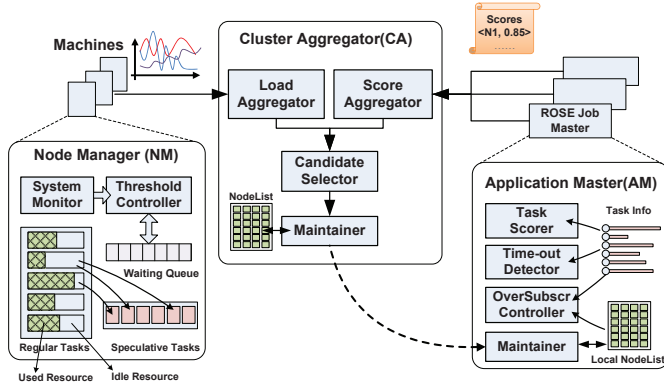 Machines
Cluster Aggregator(CA)
Scores
<N1, 0.85>
Load
Aggregator
Score
Aggregator
ROSE Job
Master
Candidate
Selector
NodeList
Maintainer
Node Manager (NM)
System
Monitor
Threshold
Controller
Waiting Queue
Regular Tasks
Speculative Tasks
Used Resource
Idle Resource
Application Master(AM)
Task
Scorer
Task Info
Time-out
Detector
OverSubscr
Controller
Maintainer
Local NodeList